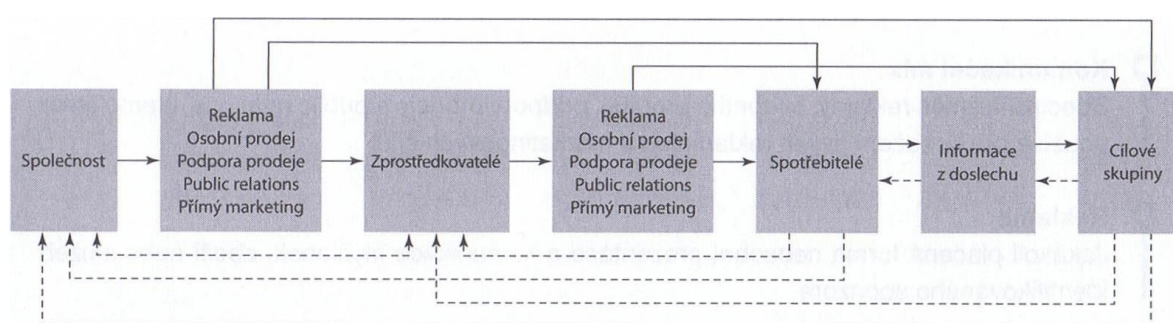 Společnost
Reklama
Osobní prodej
Podpora prodeje
Public relations
Přímý marketing
Zprostředkovatelé
Reklama
Osobní prodej
Podpora prodeje
Public relations
Přímý marketing
Spotřebitelé
Informace
z doslechu
Cílové
skupiny